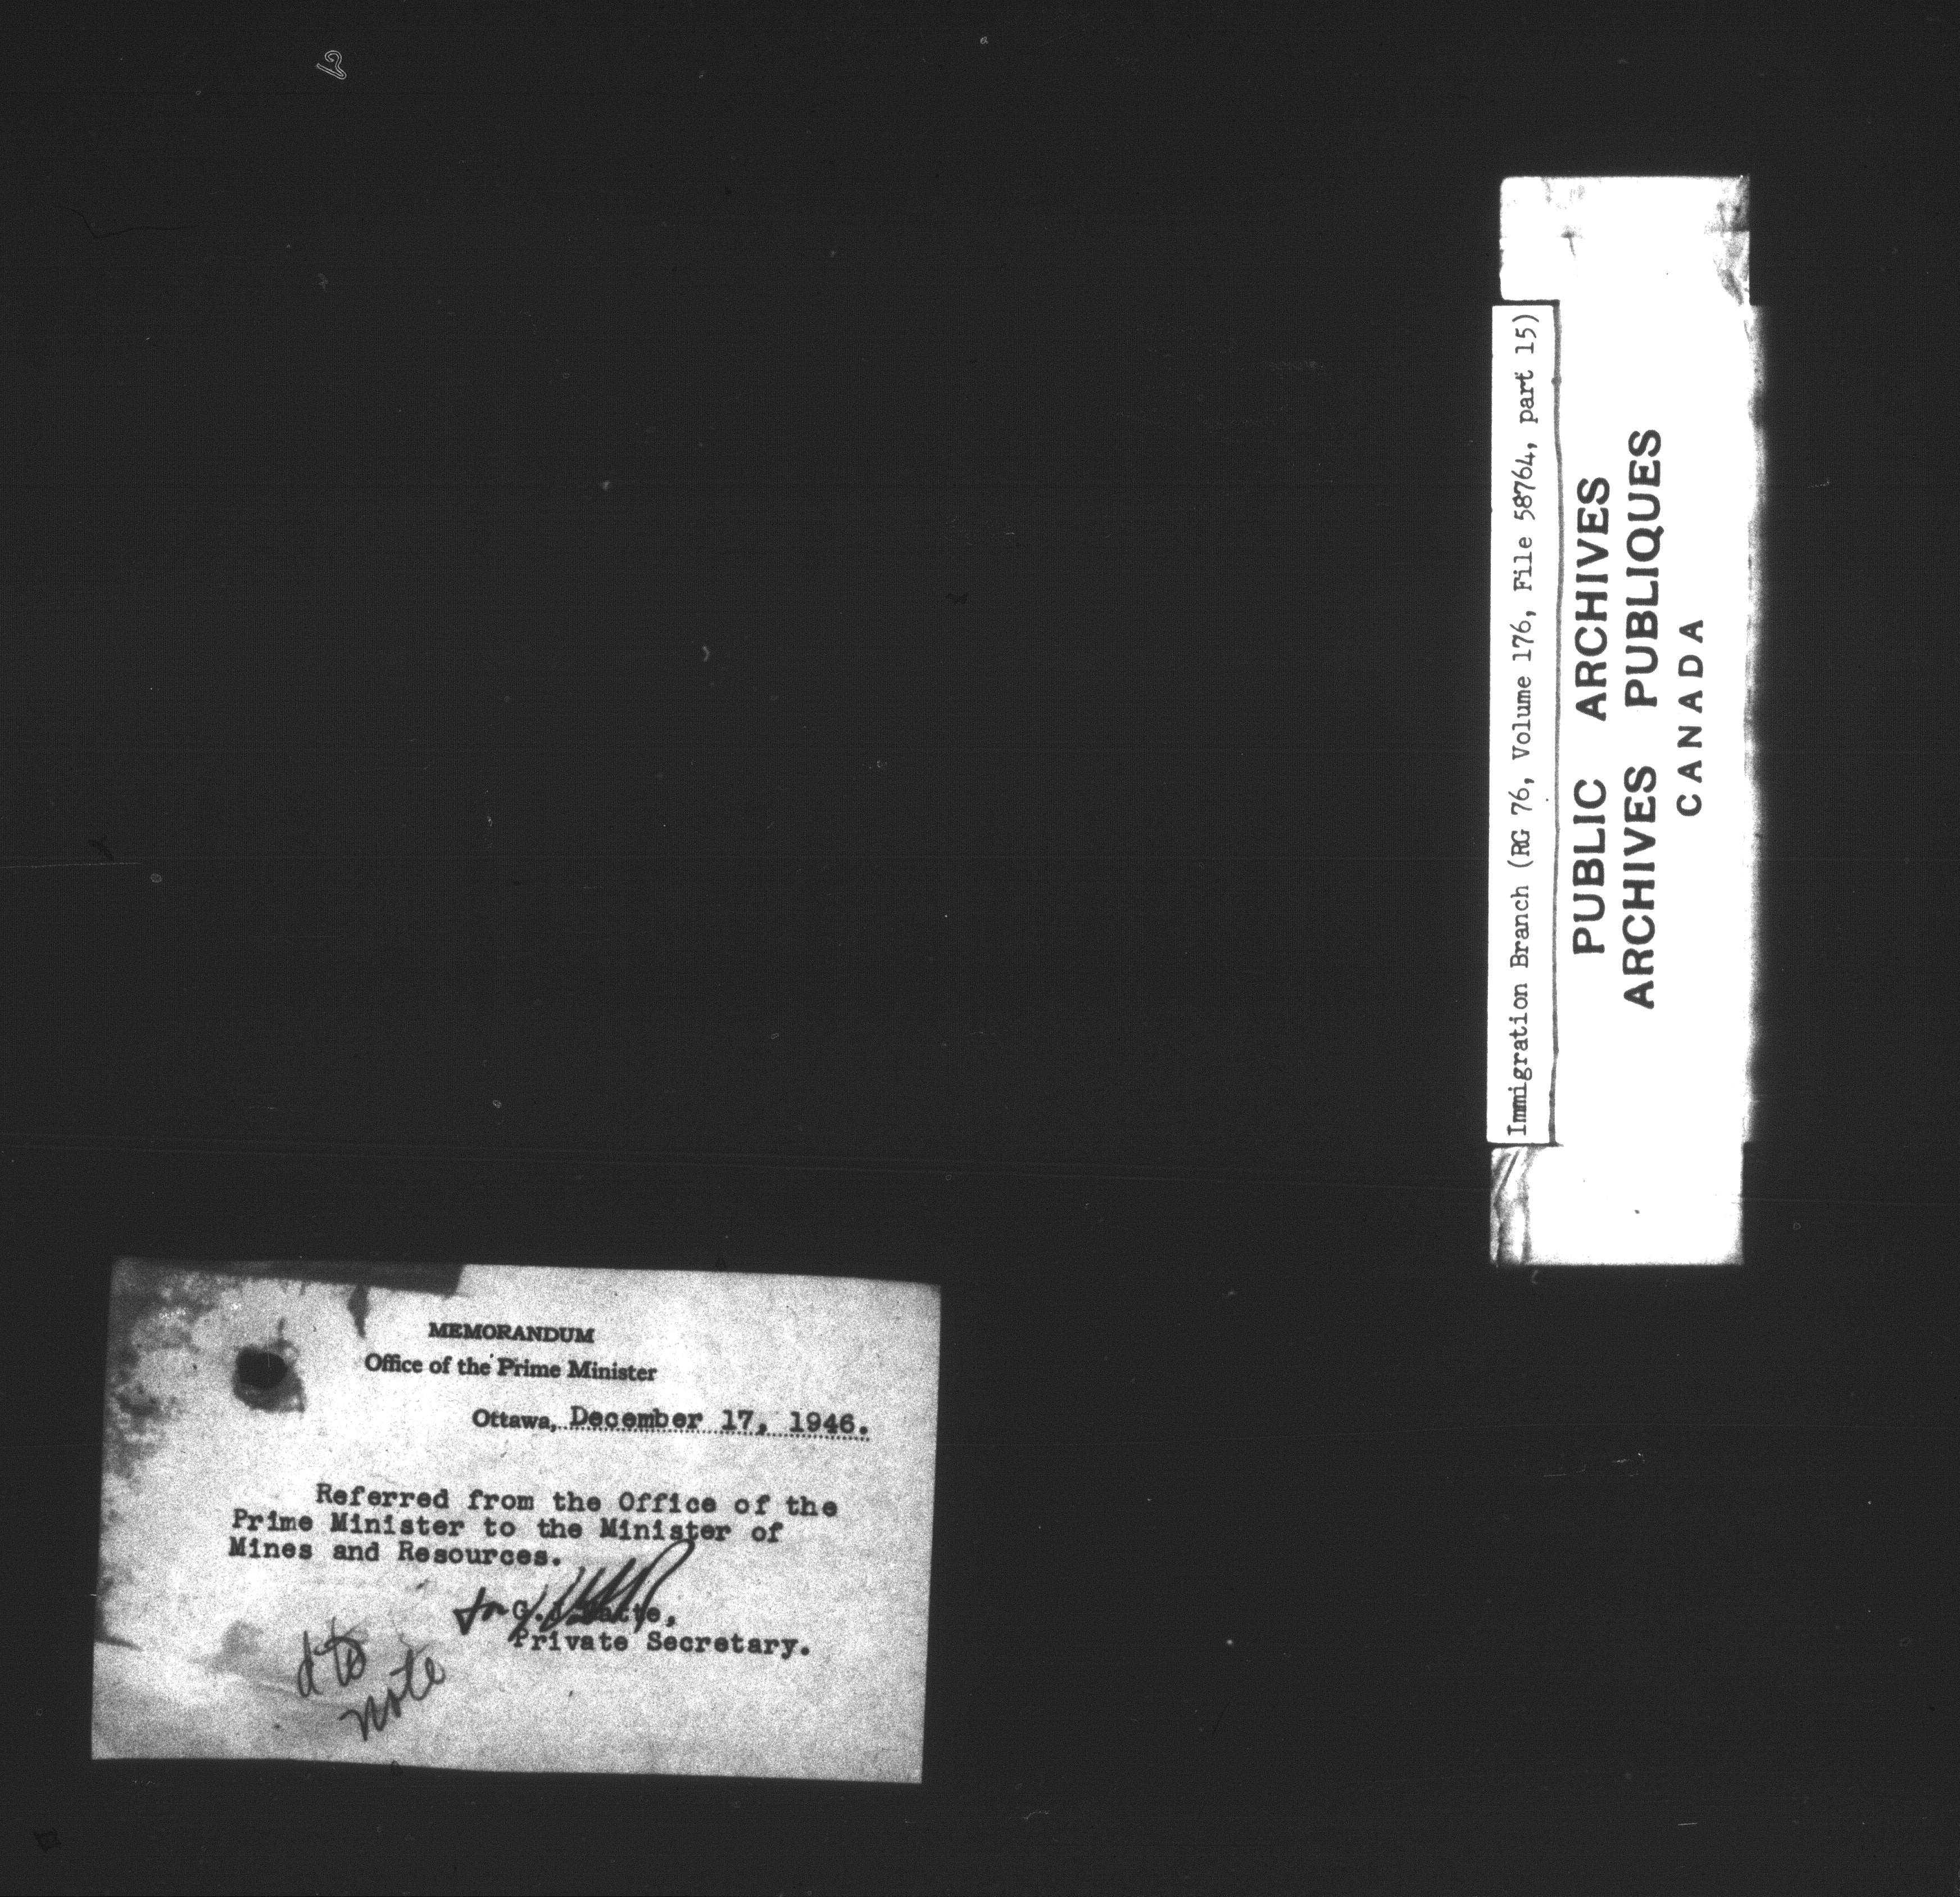 Immigration Branch (RG 76, Volume 176, File 58764, part 15)
PUBLIC ARCHIVES
ARCHIVES PUBLIQUES
CANADA
MEMORANDUM
Office of the Prime Minister
Ottawa, December 17, 1946.
Referred from the Office of the
Prime Minister to the Minister of
Mines and Resources.
for G.
Private Secretary.
note